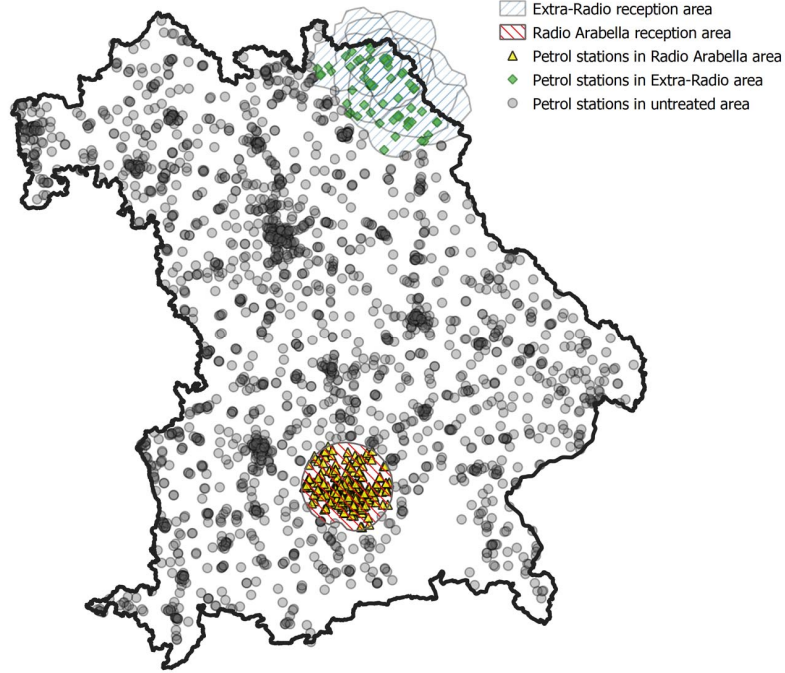 Extra-Radio reception area
Radio Arabella reception area
Petrol stations in Radio Arabella area
Petrol stations in Extra-Radio area
Petrol stations in untreated area